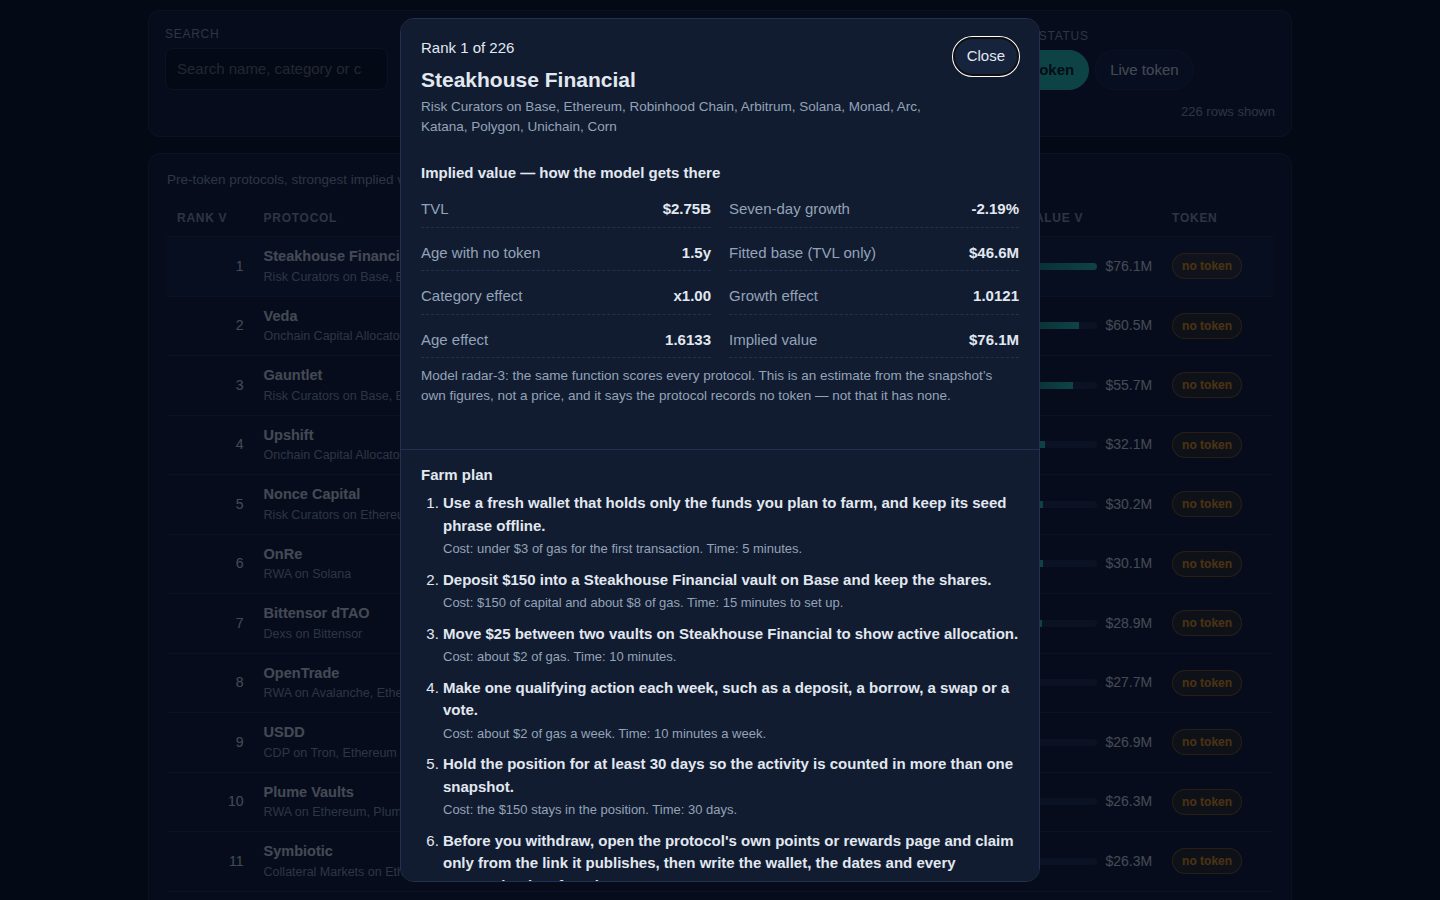 SEARCH
Search name, category or c
STATUS
oken
Live token
226 rows shown
Pre-token protocols, strongest implied v
RANK V
PROTOCOL
ALUE V
TOKEN
1
Steakhouse Financi
Risk Curators on Base, E
$76.1M
no token
2
Veda
Onchain Capital Allocato
$60.5M
no token
3
Gauntlet
Risk Curators on Base, E
$55.7M
no token
4
Upshift
Onchain Capital Allocato
$32.1M
no token
5
Nonce Capital
Risk Curators on Ethereu
$30.2M
no token
6
OnRe
RWA on Solana
$30.1M
no token
7
Bittensor dTAO
Dexs on Bittensor
$28.9M
no token
8
OpenTrade
RWA on Avalanche, Ethe
$27.7M
no token
9
USDD
CDP on Tron, Ethereum
$26.9M
no token
10
Plume Vaults
RWA on Ethereum, Plum
$26.3M
no token
11
Symbiotic
Collateral Markets on Eth
$26.3M
no token
Rank 1 of 226
Close
Steakhouse Financial
Risk Curators on Base, Ethereum, Robinhood Chain, Arbitrum, Solana, Monad, Arc,
Katana, Polygon, Unichain, Corn
Implied value — how the model gets there
TVL $2.75B
Seven-day growth -2.19%
Age with no token 1.5y
Fitted base (TVL only) $46.6M
Category effect x1.00
Growth effect 1.0121
Age effect 1.6133
Implied value $76.1M
Model radar-3: the same function scores every protocol. This is an estimate from the snapshot's
own figures, not a price, and it says the protocol records no token — not that it has none.
Farm plan
1. Use a fresh wallet that holds only the funds you plan to farm, and keep its seed
phrase offline.
Cost: under $3 of gas for the first transaction. Time: 5 minutes.
2. Deposit $150 into a Steakhouse Financial vault on Base and keep the shares.
Cost: $150 of capital and about $8 of gas. Time: 15 minutes to set up.
3. Move $25 between two vaults on Steakhouse Financial to show active allocation.
Cost: about $2 of gas. Time: 10 minutes.
4. Make one qualifying action each week, such as a deposit, a borrow, a swap or a
vote.
Cost: about $2 of gas a week. Time: 10 minutes a week.
5. Hold the position for at least 30 days so the activity is counted in more than one
snapshot.
Cost: the $150 stays in the position. Time: 30 days.
6. Before you withdraw, open the protocol's own points or rewards page and claim
only from the link it publishes, then write the wallet, the dates and every